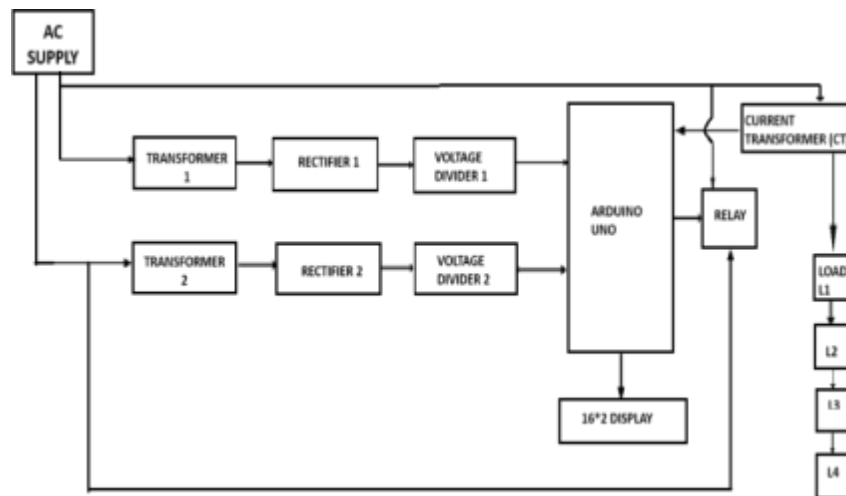 AC
SUPPLY
CURRENT
TRANSFORMER (CT
TRANSFORMER
1
RECTIFIER 1
VOLTAGE
DIVIDER 1
ARDUINO
UNO
RELAY
TRANSFORMER
2
RECTIFIER 2
VOLTAGE
DIVIDER 2
LOAD
L1
L2
L3
L4
16*2 DISPLAY